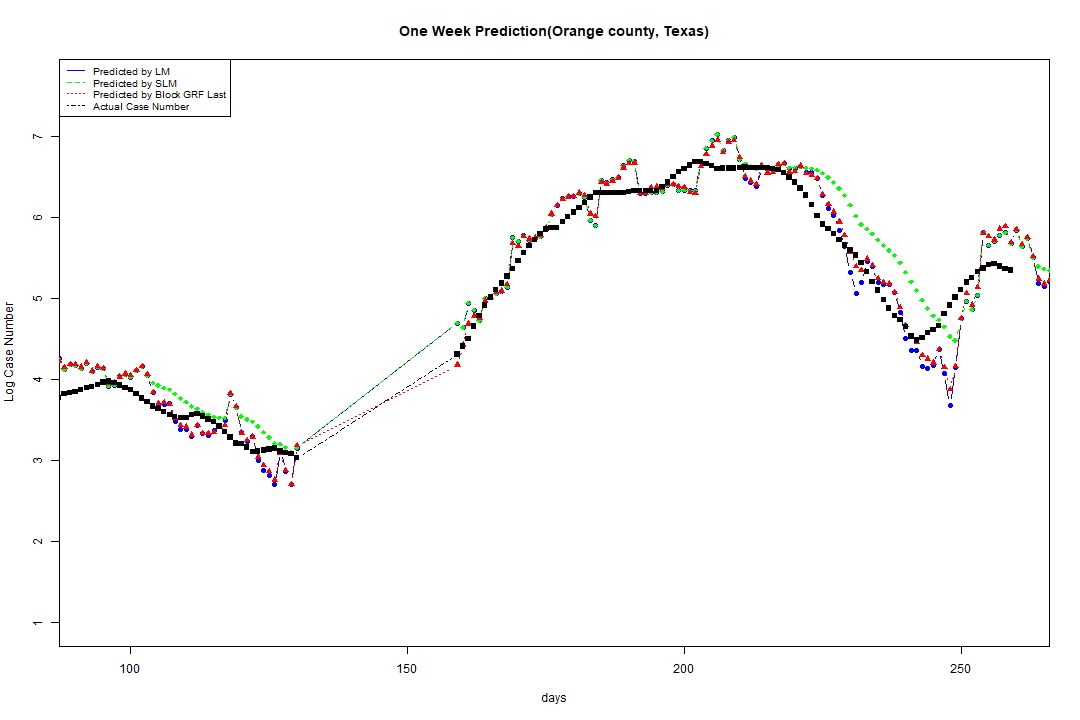 One Week Prediction(Orange county, Texas)
Predicted by LM
Predicted by SLM
Predicted by Block GRF Last
Actual Case Number
7
6
5
4
3
2
1
Log Case Number
100 150 200 250
days